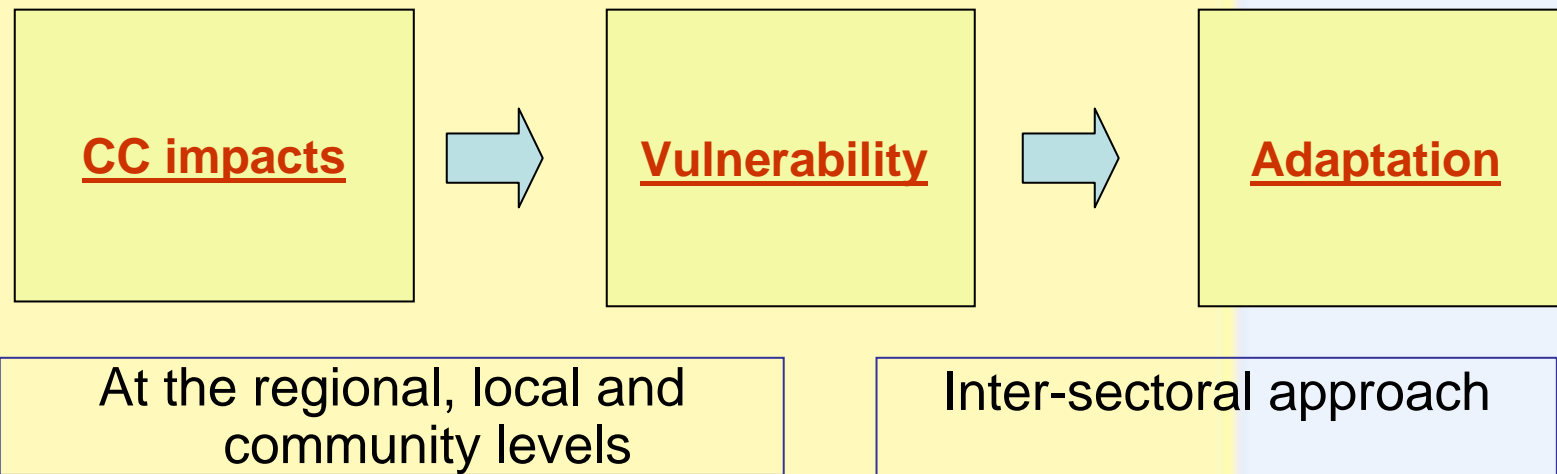 CC impacts
Vulnerability
Adaptation
At the regional, local and
community levels
Inter-sectoral approach